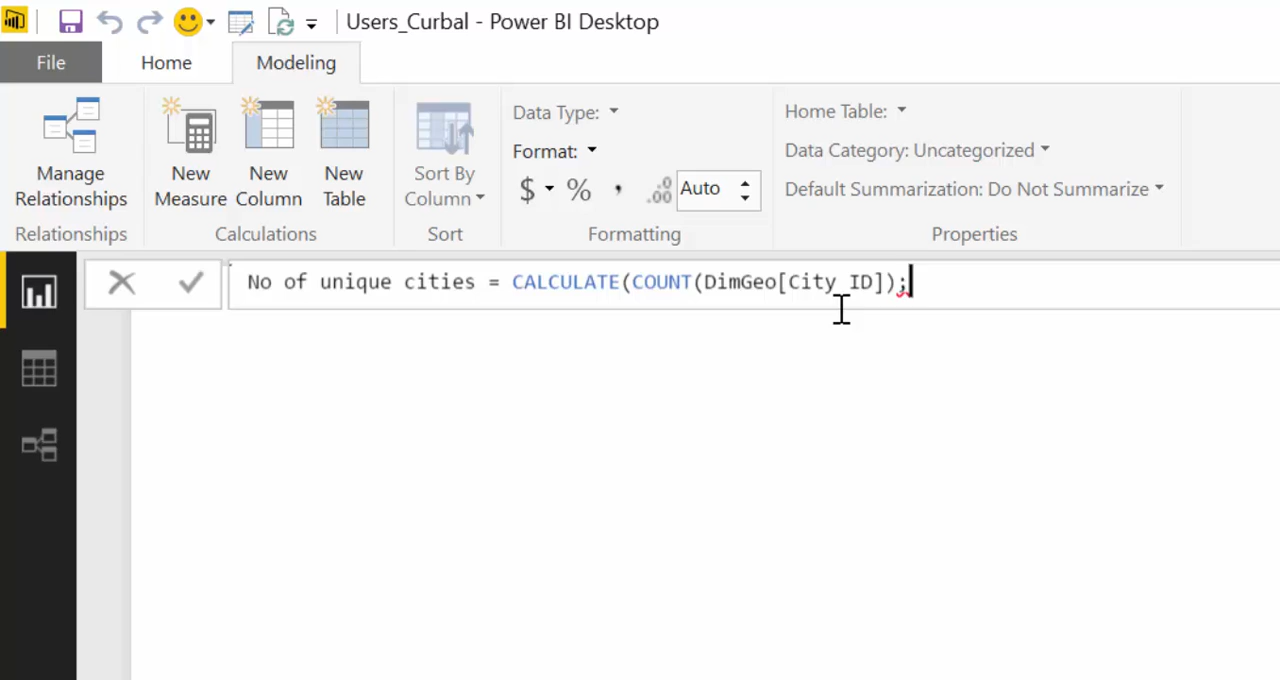 Users_Curbal - Power BI Desktop
File Home Modeling
Manage Relationships
New Measure
New Column
New Table
Sort By Column
Data Type:
Format:
$ % , .00 .0 Auto
Home Table:
Data Category: Uncategorized
Default Summarization: Do Not Summarize
Relationships Calculations Sort Formatting Properties
No of unique cities = CALCULATE(COUNT(DimGeo[City_ID]);